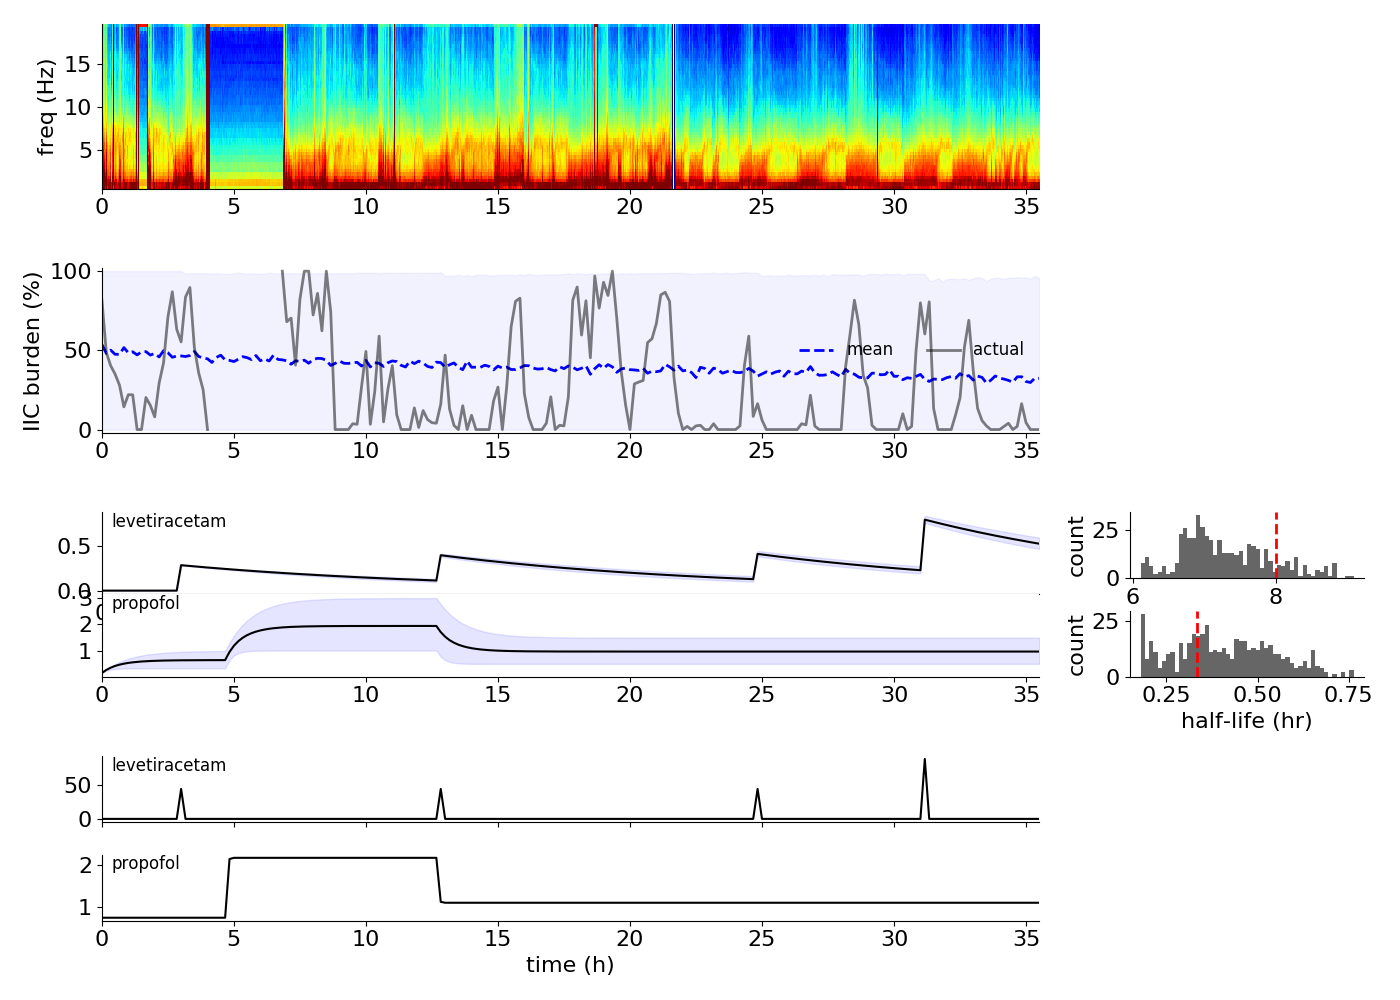 freq (Hz)
15
10
5
0 5 10 15 20 25 30 35
IIC burden (%)
100
50
0
mean actual
0 5 10 15 20 25 30 35
levetiracetam
0.5
0.0
0
count
25
0
6 8
propofol
3
2
1
0 5 10 15 20 25 30 35
count
25
0
0.25 0.50 0.75
half-life (hr)
levetiracetam
50
0
propofol
2
1
0 5 10 15 20 25 30 35
time (h)